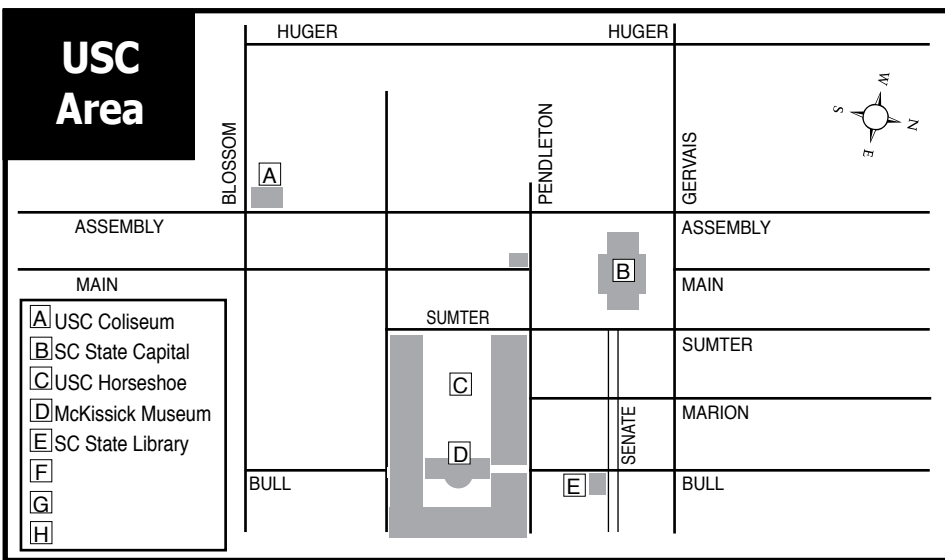 USC
Area
HUGER
HUGER
W
S
N
E
BLOSSOM
PENDLETON
GERVAIS
A
ASSEMBLY
ASSEMBLY
B
MAIN
MAIN
SUMTER
SUMTER
C
MARION
SENATE
D
BULL
E
BULL
A USC Coliseum
B SC State Capital
C USC Horseshoe
D McKissick Museum
E SC State Library
F
G
H